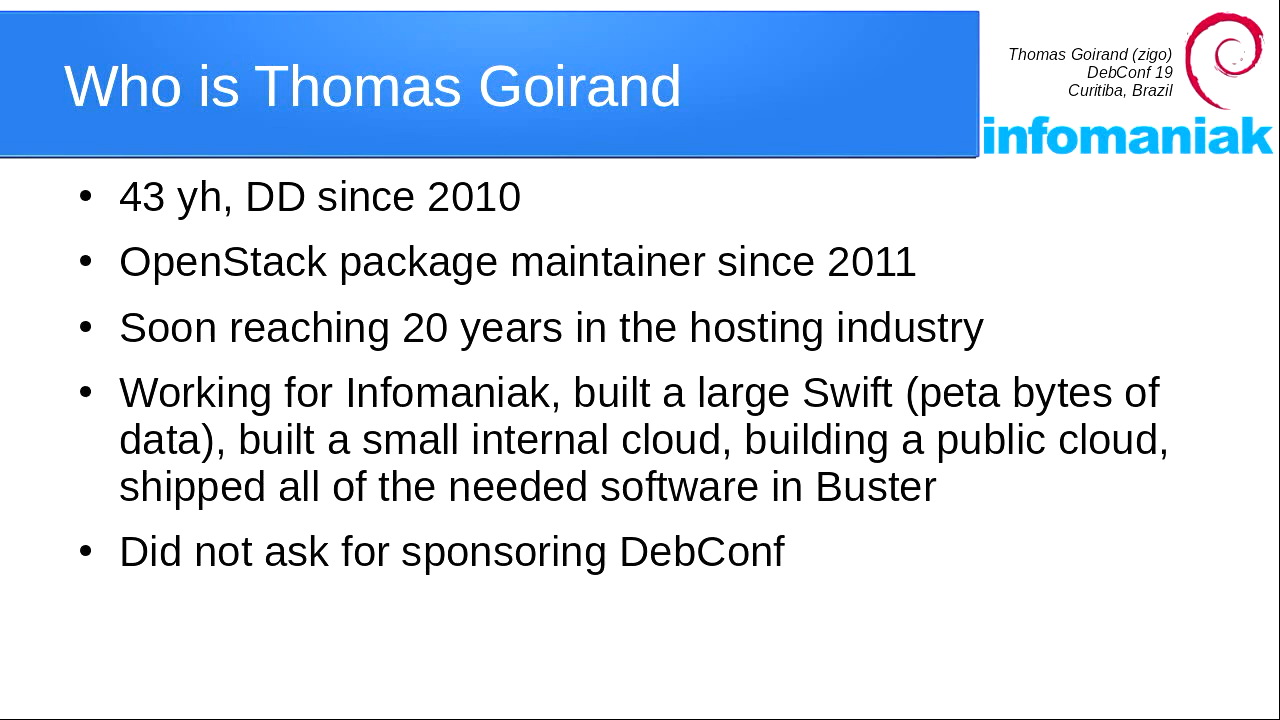 Who is Thomas Goirand
Thomas Goirand (zigo)
DebConf 19
Curitiba, Brazil
infomaniak
• 43 yh, DD since 2010
• OpenStack package maintainer since 2011
• Soon reaching 20 years in the hosting industry
• Working for Infomaniak, built a large Swift (peta bytes of
data), built a small internal cloud, building a public cloud,
shipped all of the needed software in Buster
• Did not ask for sponsoring DebConf